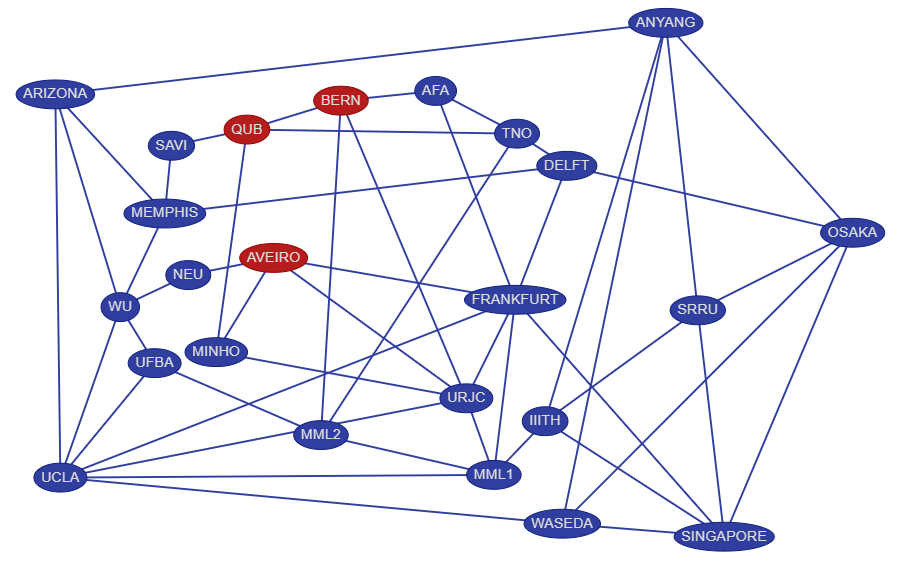 ANYANG
ARIZONA
BERN
AFA
QUB
TNO
SAVI
DELFT
MEMPHIS
OSAKA
AVEIRO
NEU
FRANKFURT
WU
SRRU
MINHO
UFBA
URJC
IIITH
MML2
UCLA
MML1
WASEDA
SINGAPORE